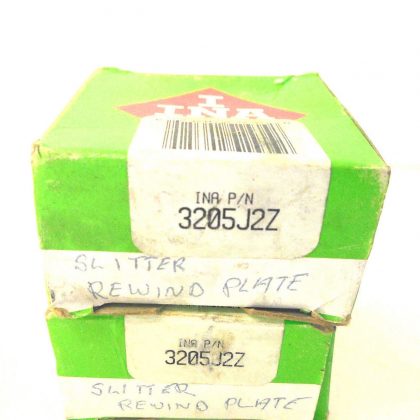 I
INA
INA P/N
3205J2Z
SLITTER
REWIND PLATE
INA P/N
3205J2Z
SLITTER
REWIND PLATE